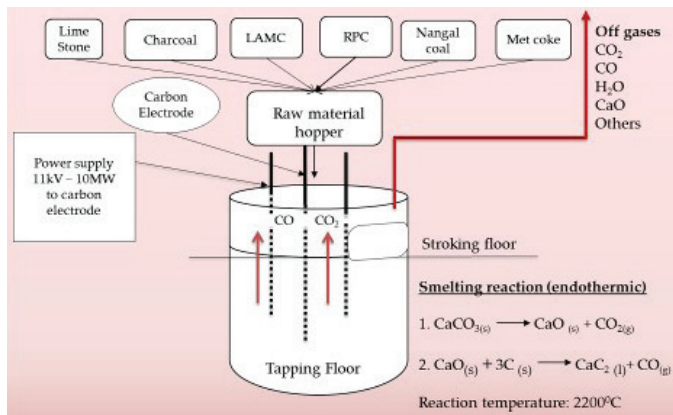 Lime
Stone
Charcoal
LAMC
RPC
Nangal
coal
Met coke
Off gases
CO₂
CO
H₂O
CaO
Others
Carbon
Electrode
Raw material
hopper
Power supply
11kV – 10MW
to carbon
electrode
CO
CO₂
Stroking floor
Smelting reaction (endothermic)
1. CaCO₃₍ₛ₎ ⟶ CaO ₍ₛ₎ + CO₂₍g₎
2. CaO₍ₛ₎ + 3C ₍ₛ₎ ⟶ CaC₂ ₍l₎+ CO₍g₎
Reaction temperature: 2200⁰C
Tapping Floor